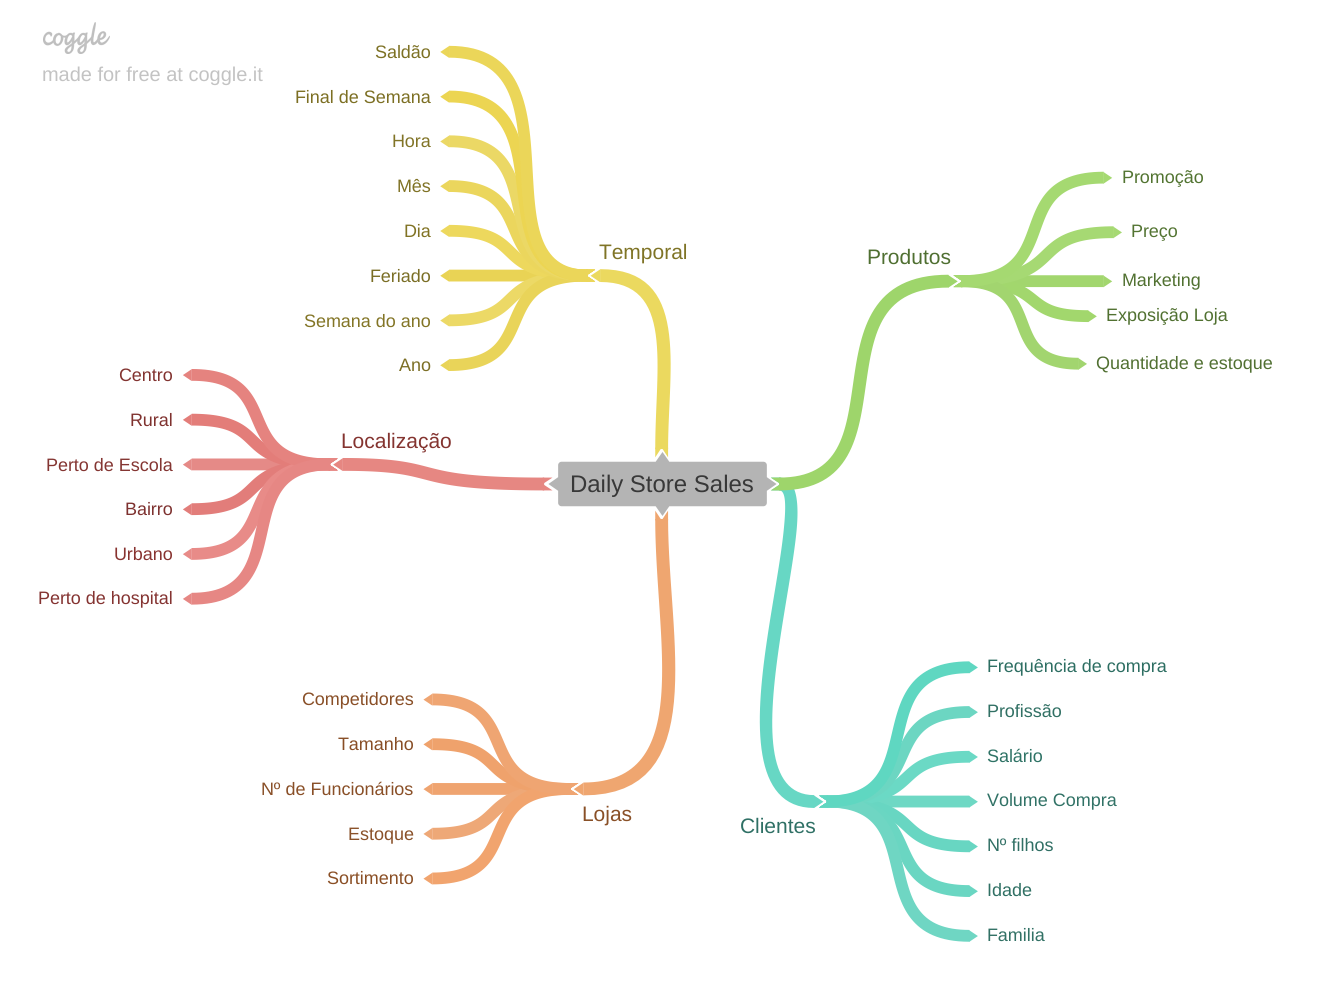 coggle
made for free at coggle.it
Saldão
Final de Semana
Hora
Mês
Dia
Feriado
Semana do ano
Ano
Temporal
Produtos
Promoção
Preço
Marketing
Exposição Loja
Quantidade e estoque
Centro
Rural
Perto de Escola
Bairro
Urbano
Perto de hospital
Localização
Daily Store Sales
Competidores
Tamanho
Nº de Funcionários
Estoque
Sortimento
Lojas
Clientes
Frequência de compra
Profissão
Salário
Volume Compra
Nº filhos
Idade
Familia